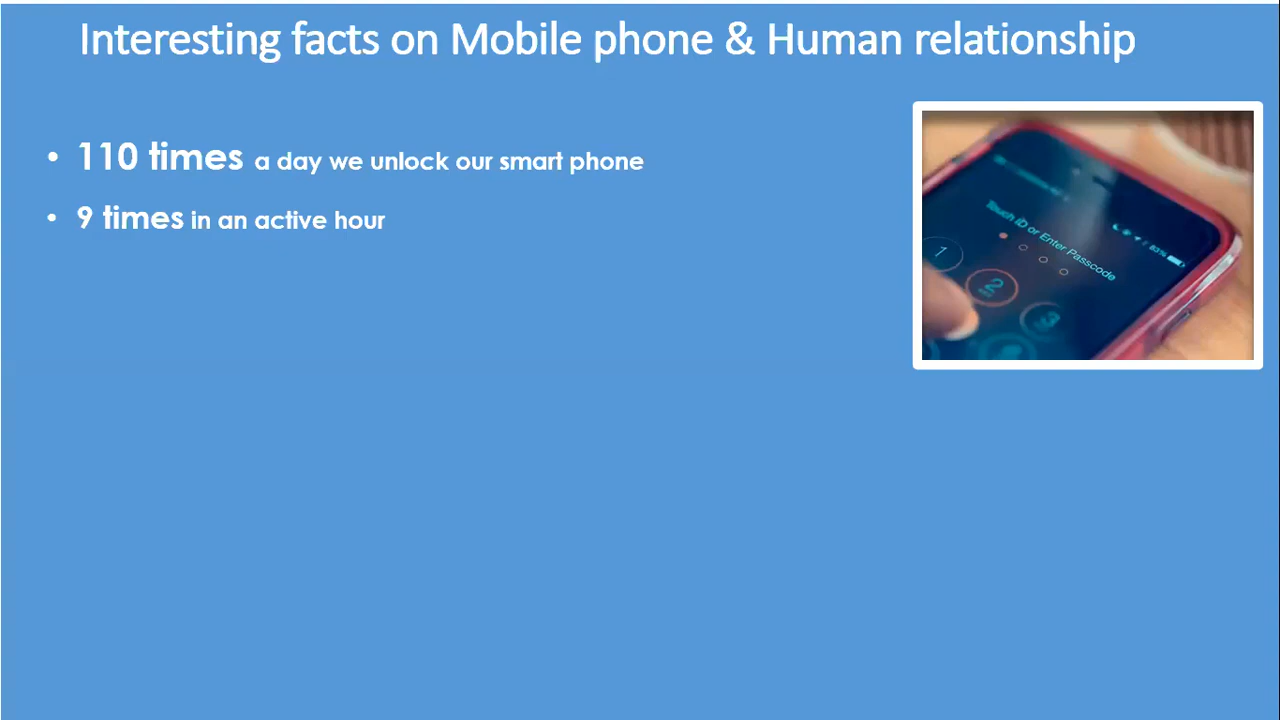 Interesting facts on Mobile phone & Human relationship
• 110 times a day we unlock our smart phone
• 9 times in an active hour
Touch ID or Enter Passcode
83%
1
2
3